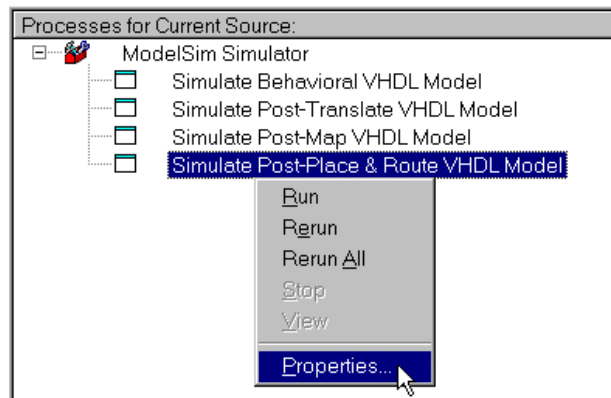 Processes for Current Source:
ModelSim Simulator
Simulate Behavioral VHDL Model
Simulate Post-Translate VHDL Model
Simulate Post-Map VHDL Model
Simulate Post-Place & Route VHDL Model
Run
Rerun
Rerun All
Stop
View
Properties...